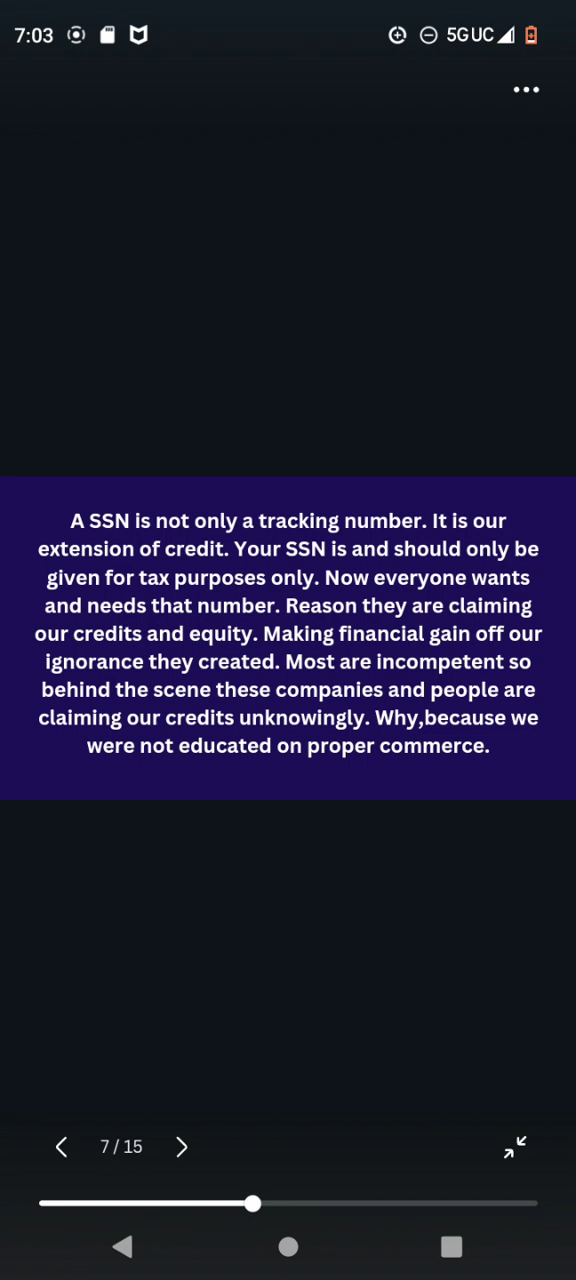 7:03
5G UC
A SSN is not only a tracking number. It is our
extension of credit. Your SSN is and should only be
given for tax purposes only. Now everyone wants
and needs that number. Reason they are claiming
our credits and equity. Making financial gain off our
ignorance they created. Most are incompetent so
behind the scene these companies and people are
claiming our credits unknowingly. Why,because we
were not educated on proper commerce.
7 / 15